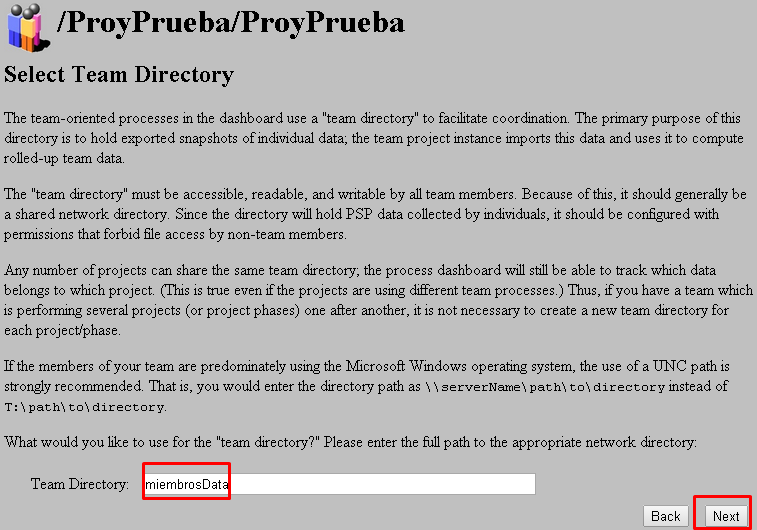 /ProyPrueba/ProyPrueba
Select Team Directory
The team-oriented processes in the dashboard use a "team directory" to facilitate coordination. The primary purpose of this
directory is to hold exported snapshots of individual data; the team project instance imports this data and uses it to compute
rolled-up team data.
The "team directory" must be accessible, readable, and writable by all team members. Because of this, it should generally be
a shared network directory. Since the directory will hold PSP data collected by individuals, it should be configured with
permissions that forbid file access by non-team members.
Any number of projects can share the same team directory; the process dashboard will still be able to track which data
belongs to which project. (This is true even if the projects are using different team processes.) Thus, if you have a team which
is performing several projects (or project phases) one after another, it is not necessary to create a new team directory for
each project/phase.
If the members of your team are predominately using the Microsoft Windows operating system, the use of a UNC path is
strongly recommended. That is, you would enter the directory path as \\serverName\path\to\directory instead of
T:\path\to\directory.
What would you like to use for the "team directory?" Please enter the full path to the appropriate network directory:
Team Directory: miembrosData
Back Next